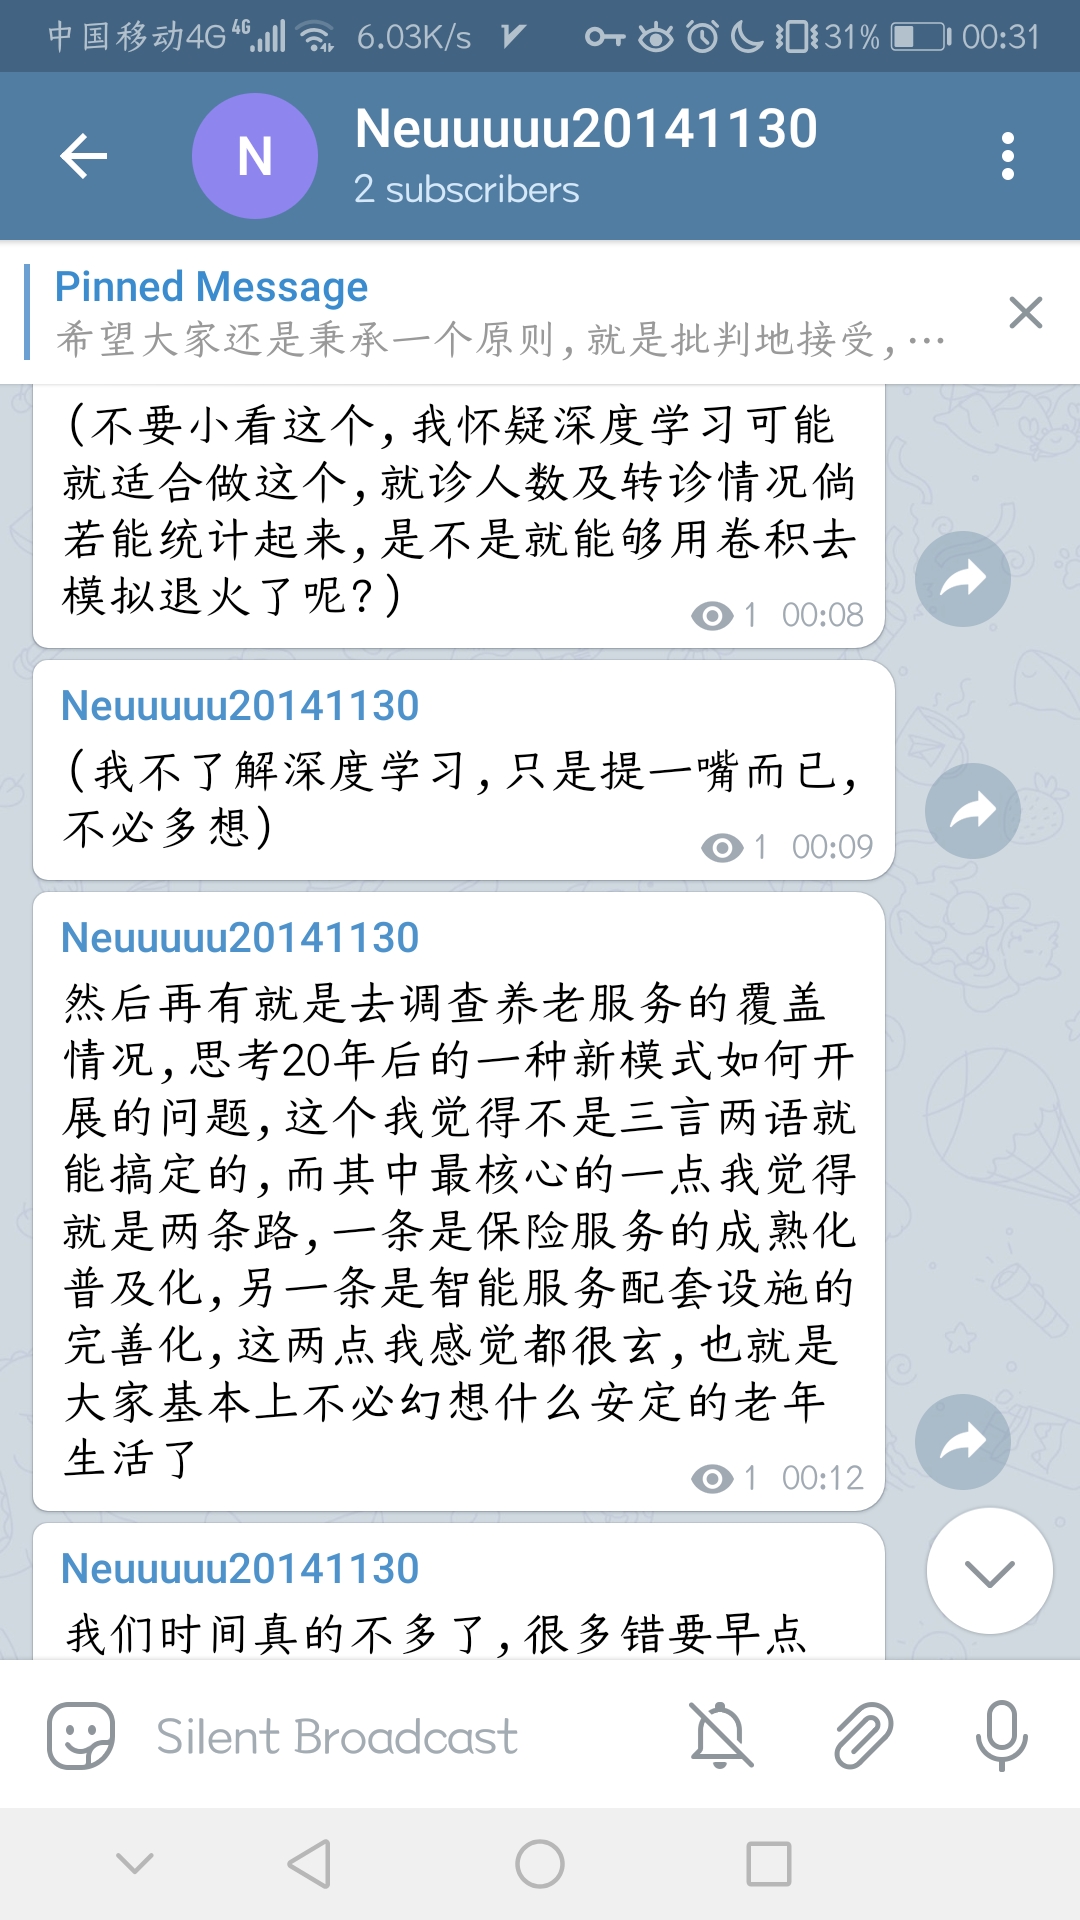 中国移动4G 4G 6.03K/s 31% 00:31
N
Neuuuuu20141130
2 subscribers
Pinned Message
希望大家还是秉承一个原则,就是批判地接受,…
(不要小看这个,我怀疑深度学习可能
就适合做这个,就诊人数及转诊情况倘
若能统计起来,是不是就能够用卷积去
模拟退火了呢?)
1 00:08
Neuuuuu20141130
(我不了解深度学习,只是提一嘴而已,
不必多想)
1 00:09
Neuuuuu20141130
然后再有就是去调查养老服务的覆盖
情况,思考20年后的一种新模式如何开
展的问题,这个我觉得不是三言两语就
能搞定的,而其中最核心的一点我觉得
就是两条路,一条是保险服务的成熟化
普及化,另一条是智能服务配套设施的
完善化,这两点我感觉都很玄,也就是
大家基本上不必幻想什么安定的老年
生活了
1 00:12
Neuuuuu20141130
我们时间真的不多了,很多错要早点
Silent Broadcast